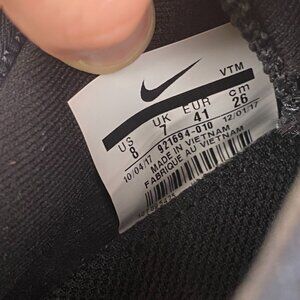 VTM
US UK EUR cm
8 7 41 26
10/04/17 921694-010 12/01/17
MADE IN VIETNAM
FABRIQUE AU VIETNAM